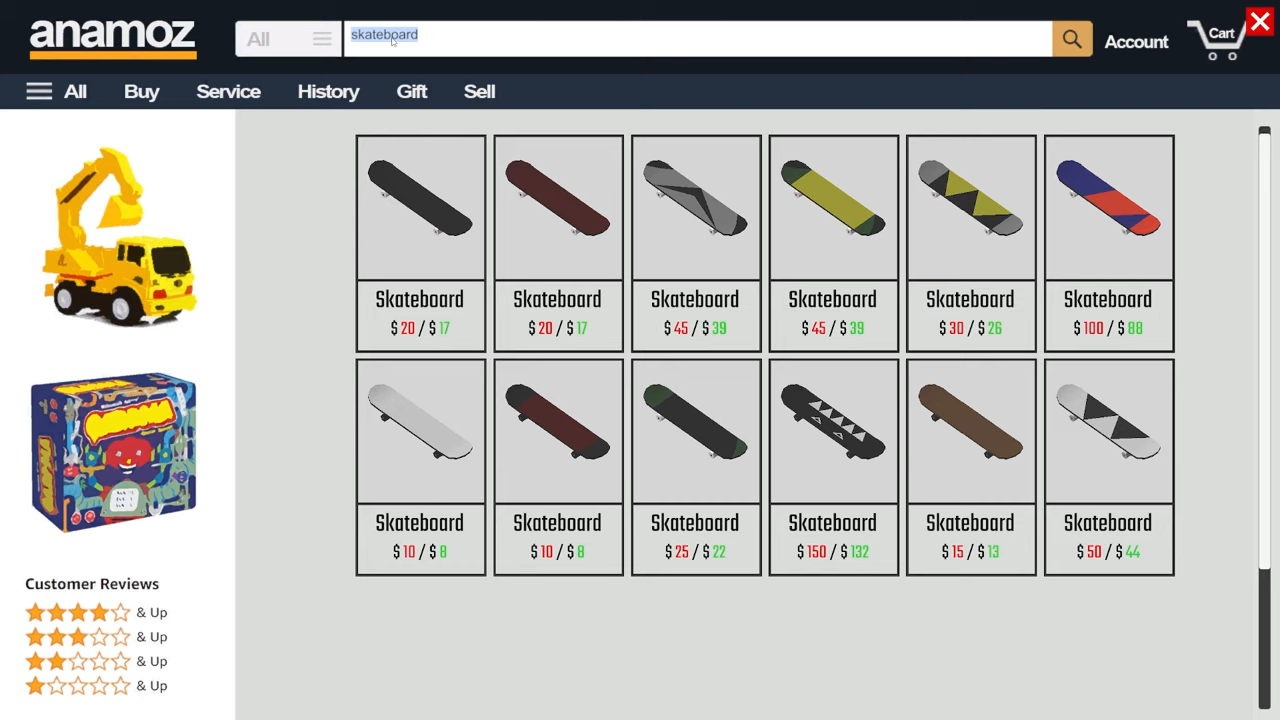 anamoz
All
skateboard
Account
Cart
All Buy Service History Gift Sell
Skateboard Skateboard Skateboard Skateboard Skateboard Skateboard
$ 20 / $ 17 $ 20 / $ 17 $ 45 / $ 39 $ 45 / $ 39 $ 30 / $ 26 $ 100 / $ 88
Skateboard Skateboard Skateboard Skateboard Skateboard Skateboard
$ 10 / $ 8 $ 10 / $ 8 $ 25 / $ 22 $ 150 / $ 132 $ 15 / $ 13 $ 50 / $ 44
Customer Reviews
& Up
& Up
& Up
& Up